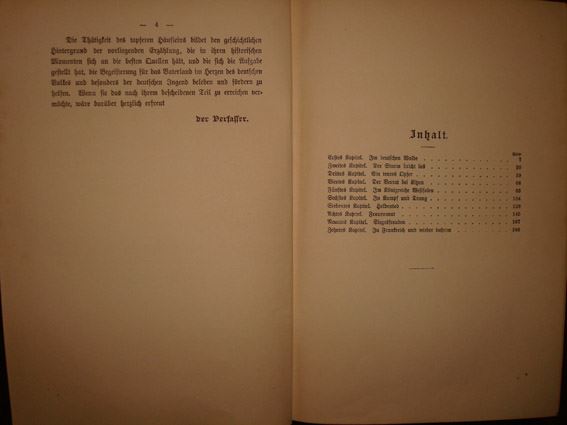 — 4 —
Die Thätigkeit des tapferen Häufleins bildet den geschichtlichen
Hintergrund der vorliegenden Erzählung, die in ihren historischen
Momenten sich an die besten Quellen hält, und die sich die Aufgabe
gestellt hat, die Begeisterung für das Vaterland im Herzen des deutschen
Volkes und besonders der deutschen Jugend beleben und fördern zu
helfen. Wenn sie das nach ihrem bescheidenen Teil zu erreichen ver-
möchte, wäre darüber herzlich erfreut
der Verfasser.
Inhalt.
Seite
Erstes Kapitel. Im deutschen Walde
Zweites Kapitel. Der Sturm bricht los
Drittes Kapitel. Ein teures Opfer
Viertes Kapitel. Der Verrat bei Kitzen
Fünftes Kapitel. Im Königreiche Westfalen
Sechstes Kapitel. In Kampf und Drang
Siebentes Kapitel. Heldentod
Achtes Kapitel. Frauenmut
Neuntes Kapitel. Siegesfreuden
Zehntes Kapitel. In Frankreich und wieder daheim